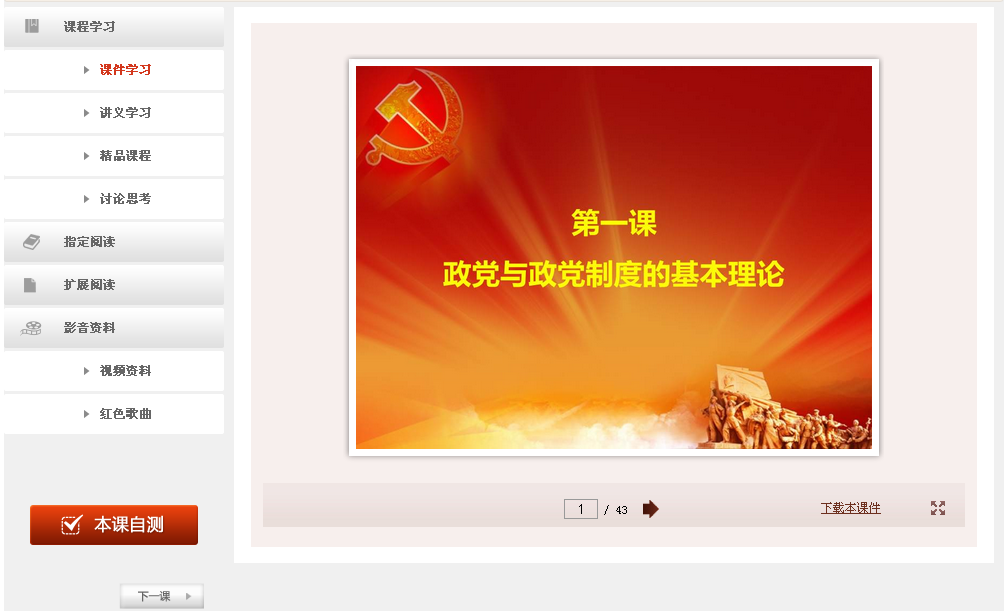 课程学习
课件学习
讲义学习
精品课程
讨论思考
指定阅读
扩展阅读
影音资料
视频资料
红色歌曲
本课自测
下一课
第一课
政党与政党制度的基本理论
1 / 43
下载本课件